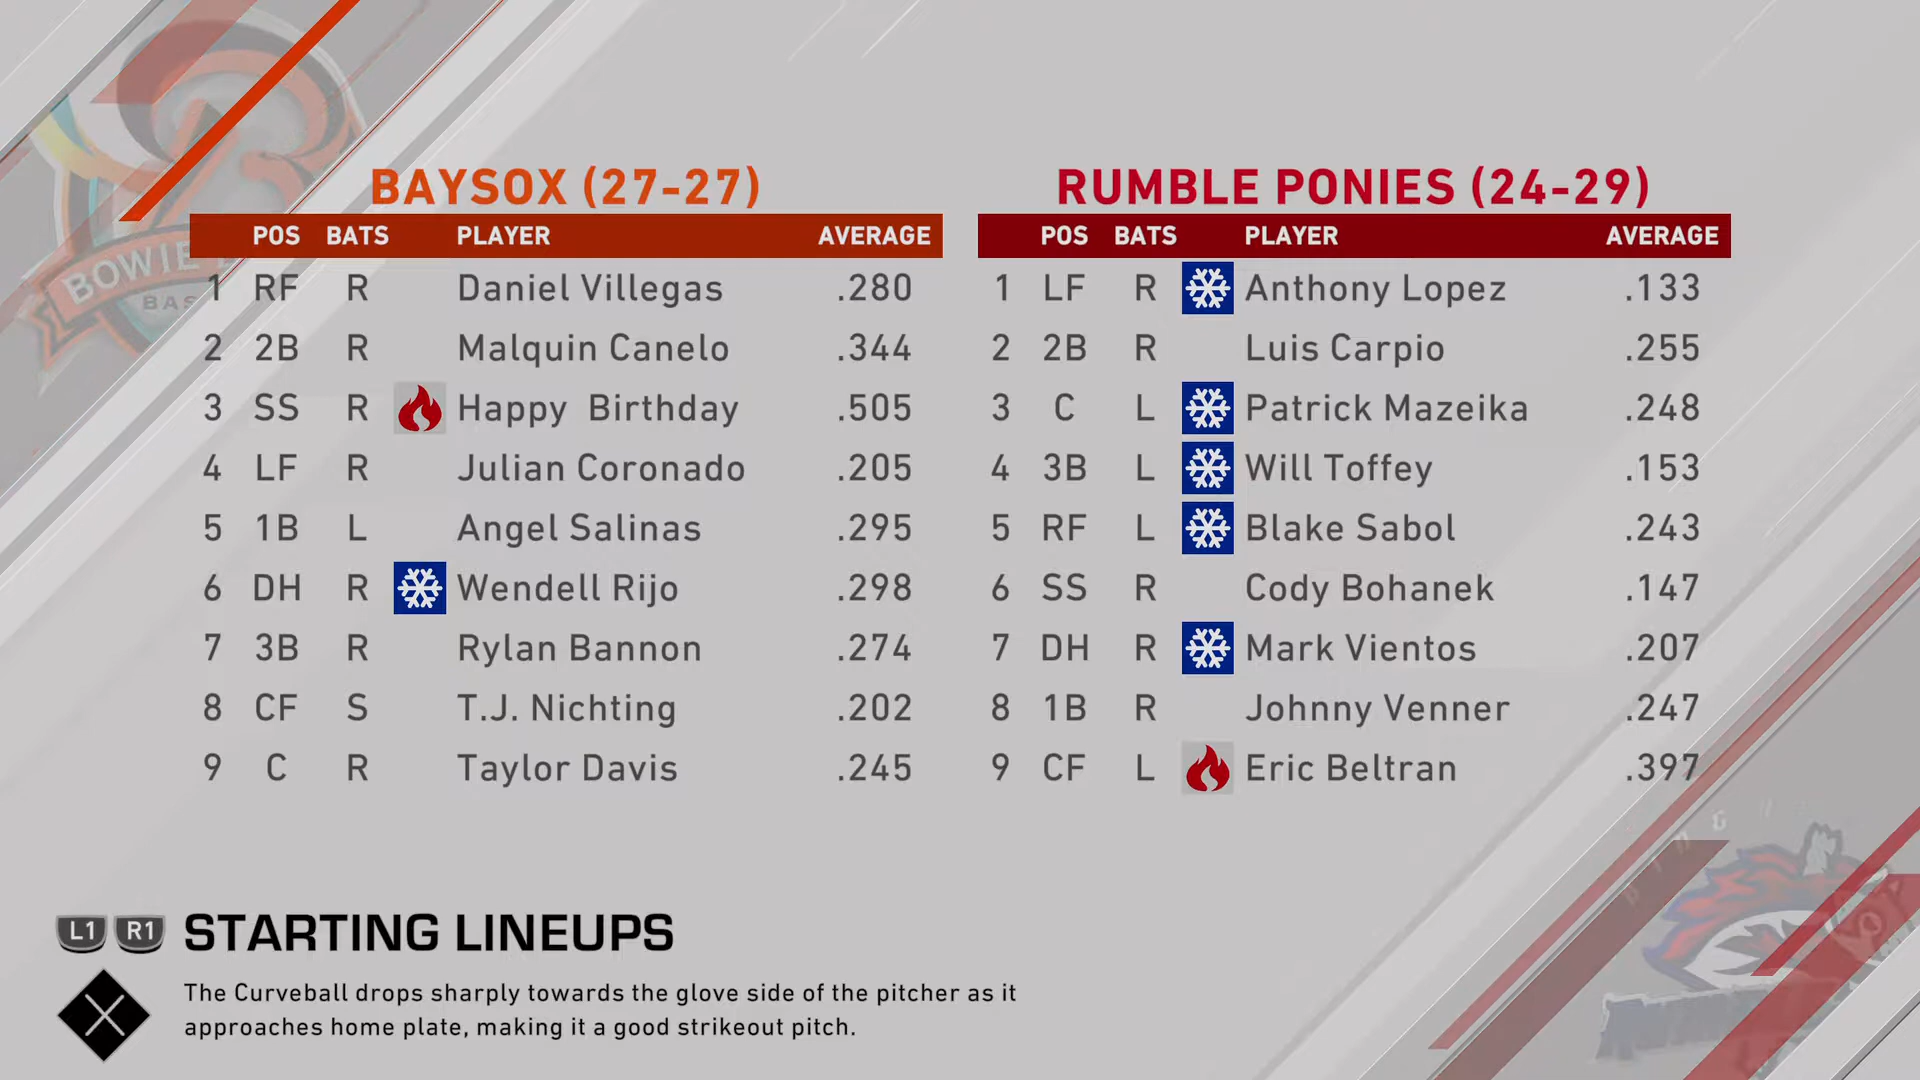 BAYSOX (27-27)
POS BATS PLAYER AVERAGE
1 RF R Daniel Villegas .280
2 2B R Malquin Canelo .344
3 SS R Happy Birthday .505
4 LF R Julian Coronado .205
5 1B L Angel Salinas .295
6 DH R Wendell Rijo .298
7 3B R Rylan Bannon .274
8 CF S T.J. Nichting .202
9 C R Taylor Davis .245
RUMBLE PONIES (24-29)
POS BATS PLAYER AVERAGE
1 LF R Anthony Lopez .133
2 2B R Luis Carpio .255
3 C L Patrick Mazeika .248
4 3B L Will Toffey .153
5 RF L Blake Sabol .243
6 SS R Cody Bohanek .147
7 DH R Mark Vientos .207
8 1B R Johnny Venner .247
9 CF L Eric Beltran .397
BOWIE
BAS
L1 R1 STARTING LINEUPS
The Curveball drops sharply towards the glove side of the pitcher as it
approaches home plate, making it a good strikeout pitch.